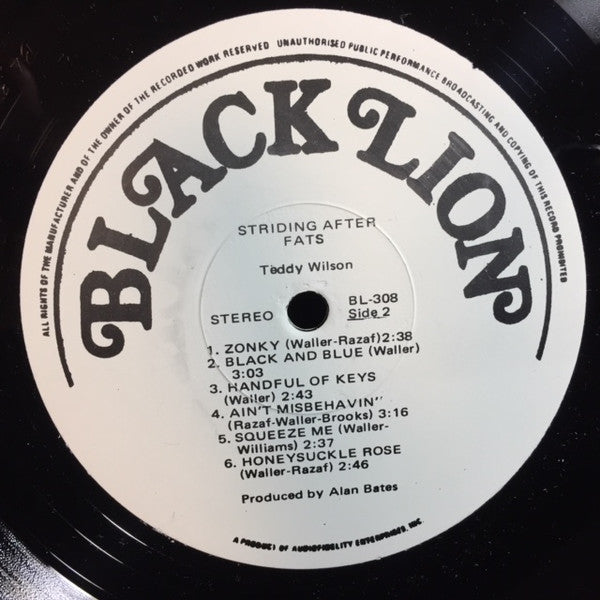 ALL RIGHTS OF THE MANUFACTURER AND OF THE OWNER OF THE RECORDED WORK RESERVED UNAUTHORISED PUBLIC PERFORMANCE BROADCASTING AND COPYING OF THIS RECORD PROHIBITED
BLACK LION
STRIDING AFTER
FATS
Teddy Wilson
STEREO
BL-308
Side 2
1. ZONKY (Waller-Razaf)2:38
2. BLACK AND BLUE (Waller)
3:03
3. HANDFUL OF KEYS
(Waller) 2:43
4. AIN'T MISBEHAVIN''
(Razaf-Waller-Brooks) 3:16
5. SQUEEZE ME (Waller-
Williams) 2:37
6. HONEYSUCKLE ROSE
(Waller-Razaf) 2:46
Produced by Alan Bates
A PRODUCT OF AUDIOFIDELITY ENTERPRISES, INC.